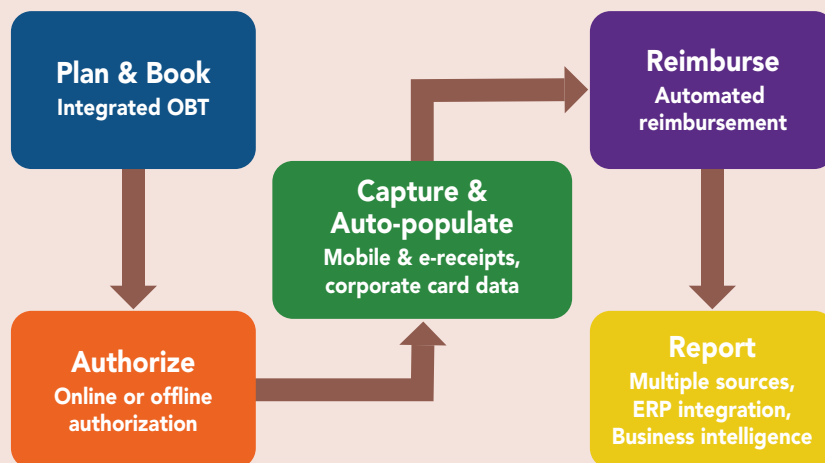 Plan & Book
Integrated OBT
Authorize
Online or offline
authorization
Capture &
Auto-populate
Mobile & e-receipts,
corporate card data
Reimburse
Automated
reimbursement
Report
Multiple sources,
ERP integration,
Business intelligence